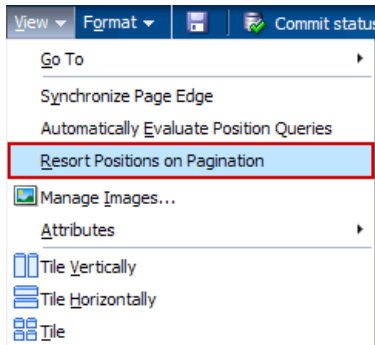 View Format Commit status
Go To
Synchronize Page Edge
Automatically Evaluate Position Queries
Resort Positions on Pagination
Manage Images...
Attributes
Tile Vertically
Tile Horizontally
Tile